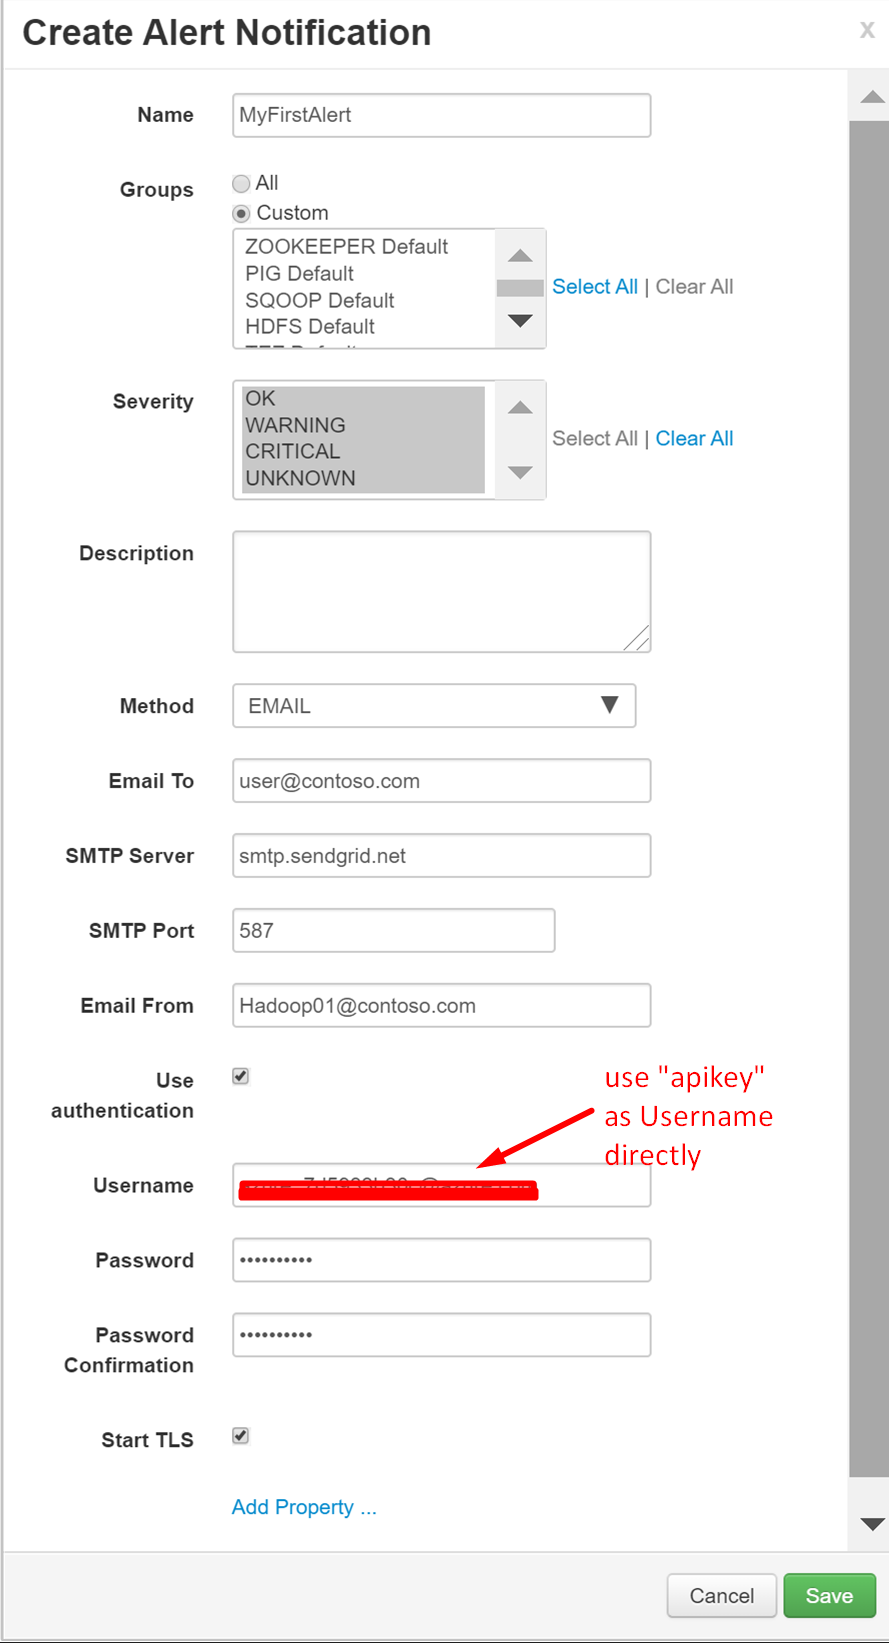 Create Alert Notification
x
Name
MyFirstAlert
Groups
All
Custom
ZOOKEEPER Default
PIG Default
SQOOP Default
HDFS Default
Select All | Clear All
Severity
OK
WARNING
CRITICAL
UNKNOWN
Select All | Clear All
Description
Method
EMAIL
Email To
user@contoso.com
SMTP Server
smtp.sendgrid.net
SMTP Port
587
Email From
Hadoop01@contoso.com
Use
authentication
use "apikey"
as Username
directly
Username
Password
••••••••••
Password
Confirmation
••••••••••
Start TLS
Add Property ...
Cancel
Save